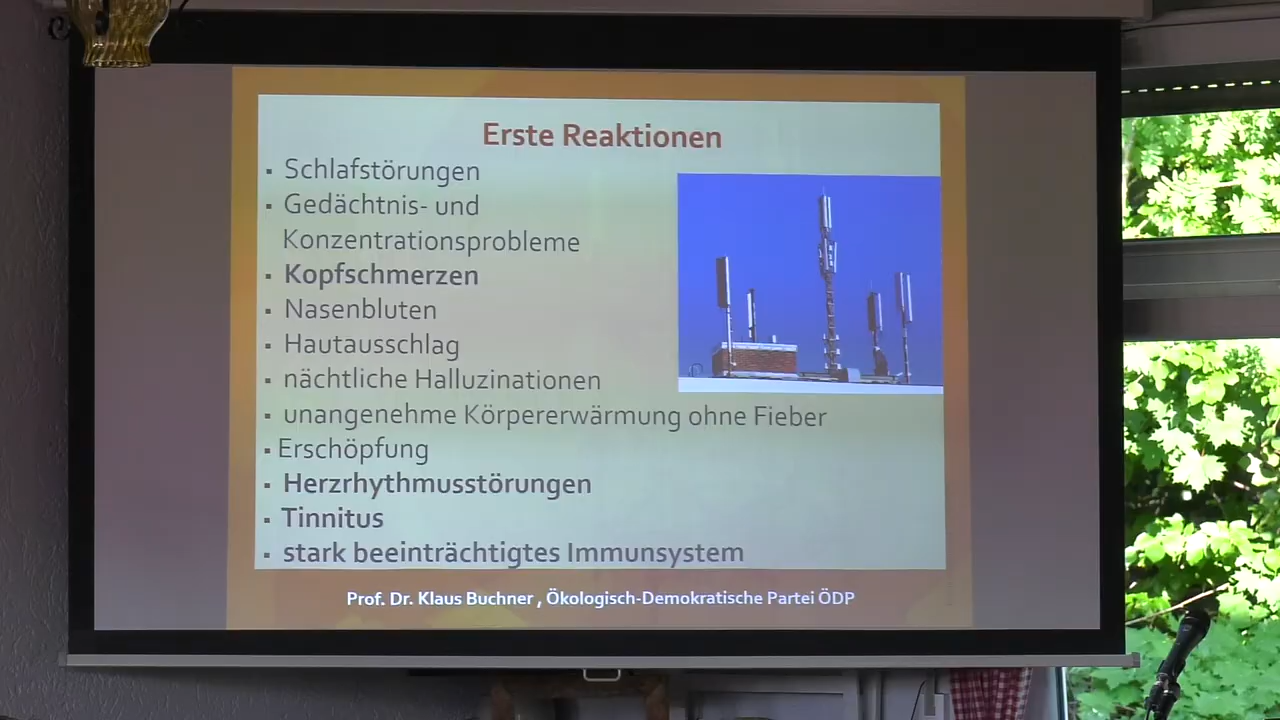 Erste Reaktionen
▪ Schlafstörungen
▪ Gedächtnis- und
Konzentrationsprobleme
▪ Kopfschmerzen
▪ Nasenbluten
▪ Hautausschlag
▪ nächtliche Halluzinationen
▪ unangenehme Körpererwärmung ohne Fieber
▪ Erschöpfung
▪ Herzrhythmusstörungen
▪ Tinnitus
▪ stark beeinträchtigtes Immunsystem
Prof. Dr. Klaus Buchner , Ökologisch-Demokratische Partei ÖDP